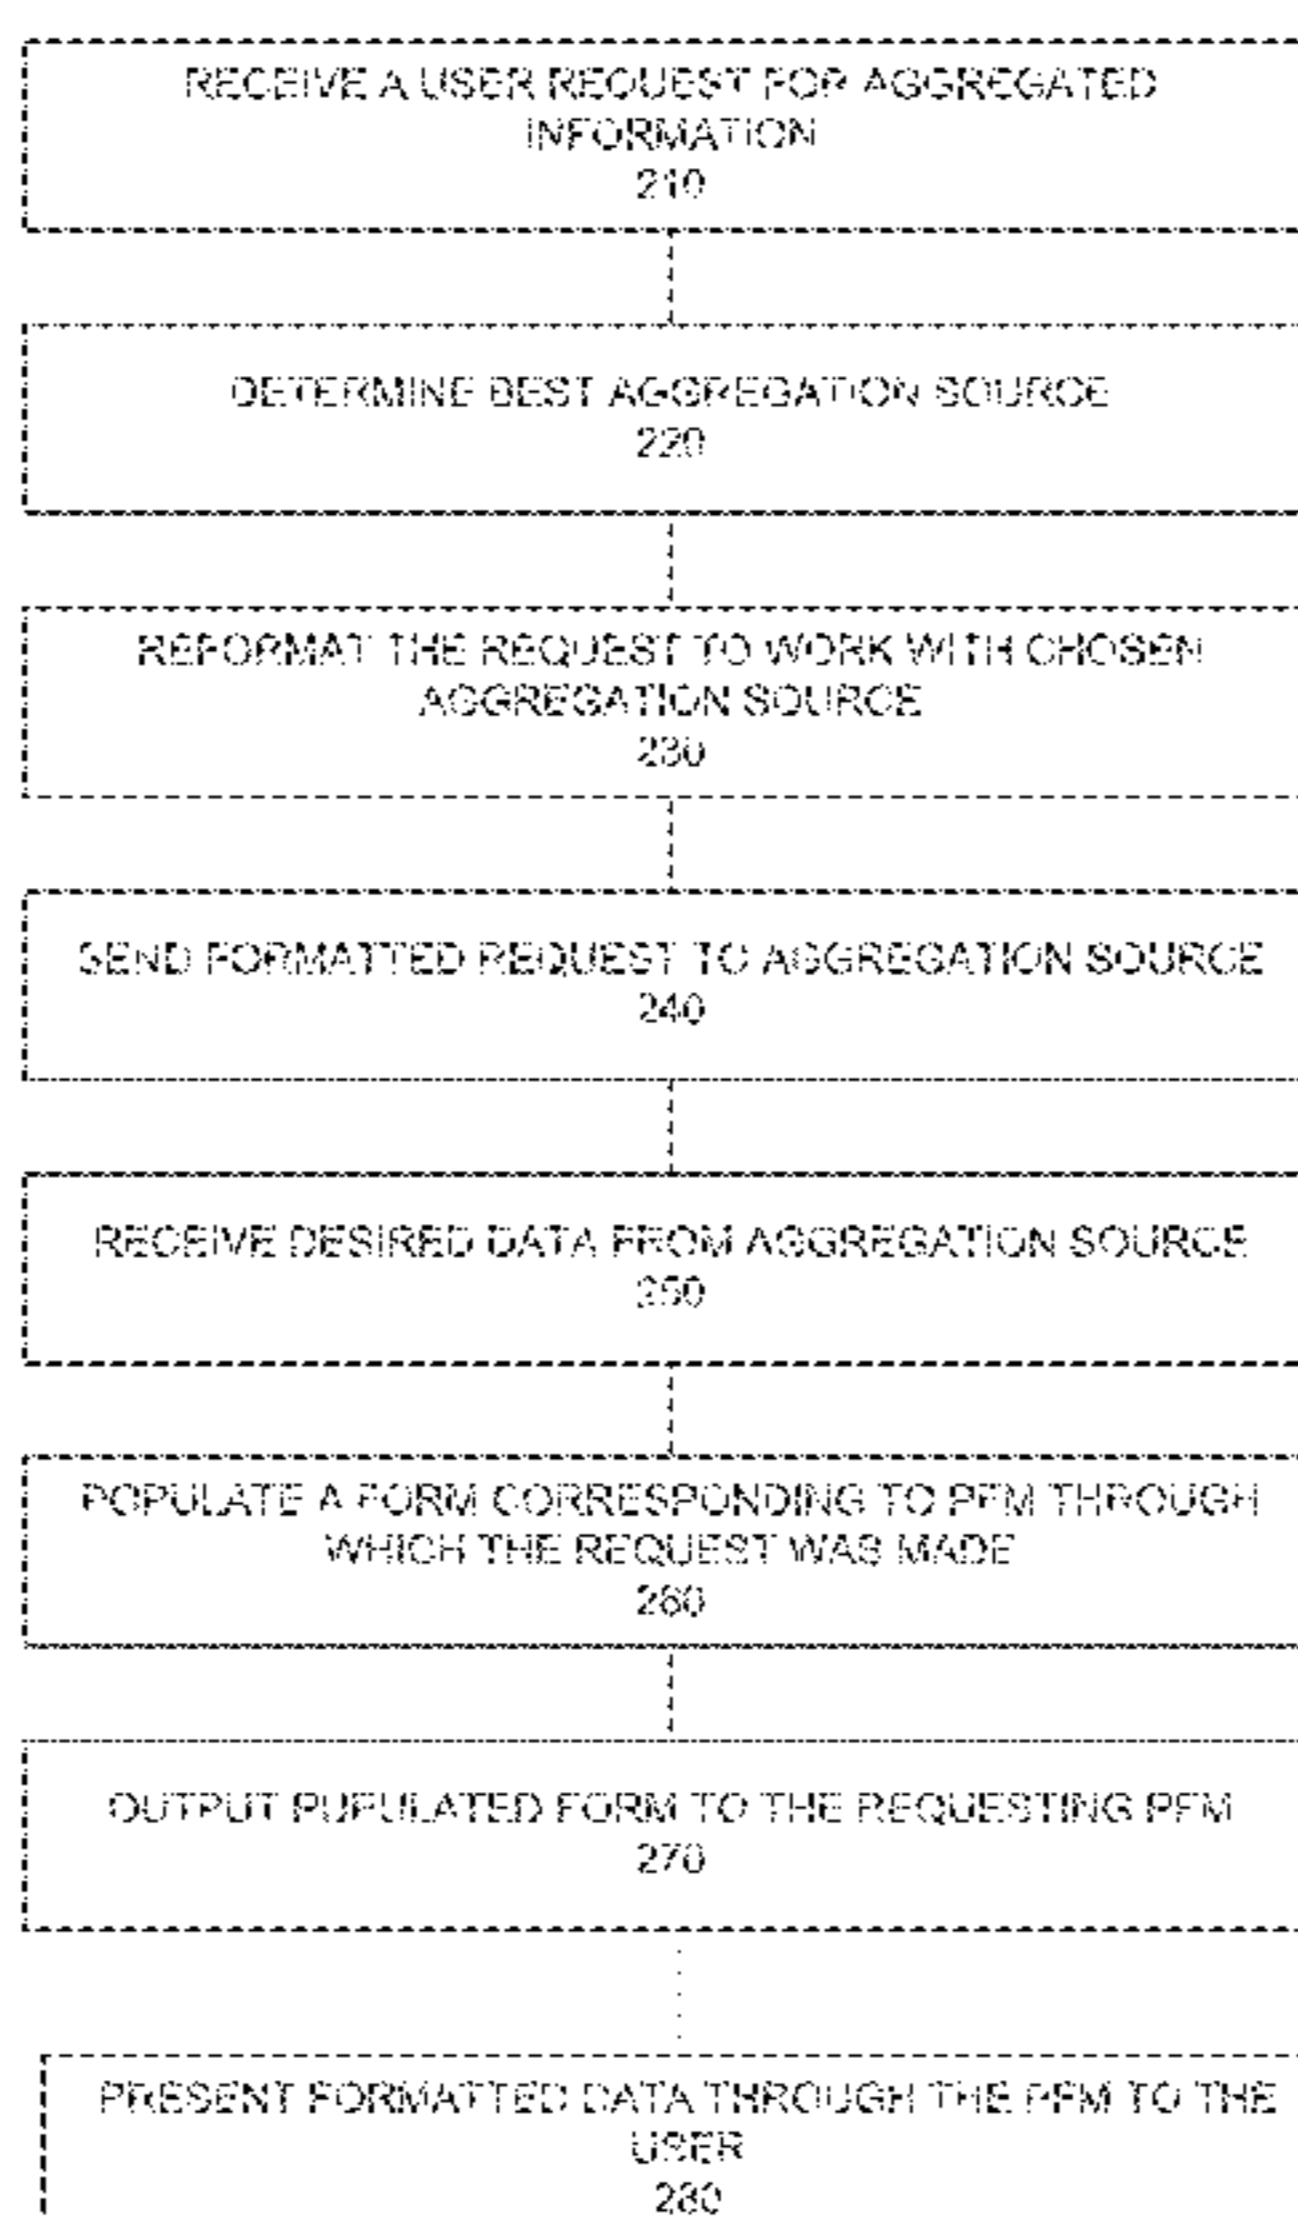 RECEIVE A USER REQUEST FOR AGGREGATED
INFORMATION
210
DETERMINE BEST AGGREGATION SOURCE
220
REFORMAT THE REQUEST TO WORK WITH CHOSEN
AGGREGATION SOURCE
230
SEND FORMATTED REQUEST TO AGGREGATION SOURCE
240
RECEIVE DESIRED DATA FROM AGGREGATION SOURCE
250
POPULATE A FORM CORRESPONDING TO PFM THROUGH
WHICH THE REQUEST WAS MADE
260
OUTPUT POPULATED FORM TO THE REQUESTING PFM
270
PRESENT FORMATTED DATA THROUGH THE PFM TO THE
USER
280